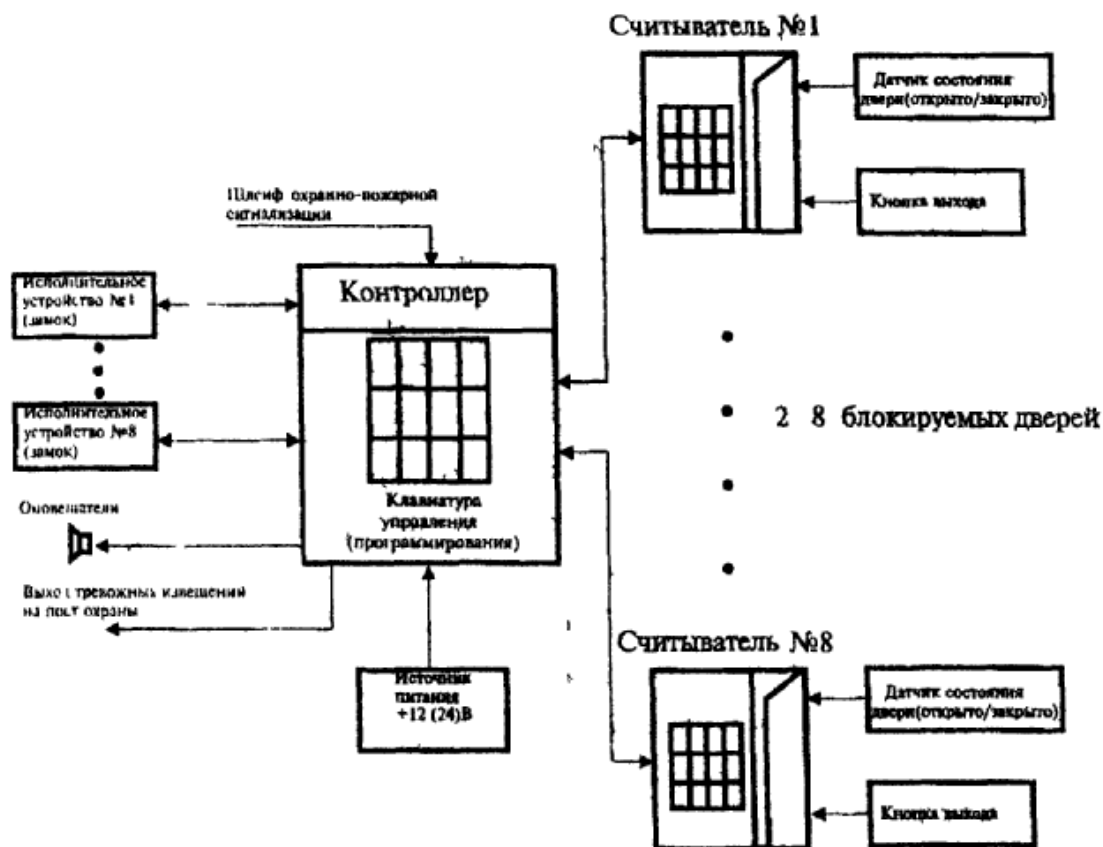 Считыватель №1
Датчик состояния
двери(открыто/закрыто)
Кнопка выхода
Шлейф охранно-пожарной
сигнализации
Исполнительное
устройство №1
(замок)
Контроллер
Исполнительное
устройство №8
(замок)
2 8 блокируемых дверей
Клавиатура
управления
(программирования)
Оповещатели
Выход тревожных извещений
на пост охраны
Источник
питания
+12 (24)В
Считыватель №8
Датчик состояния
двери(открыто/закрыто)
Кнопка выхода